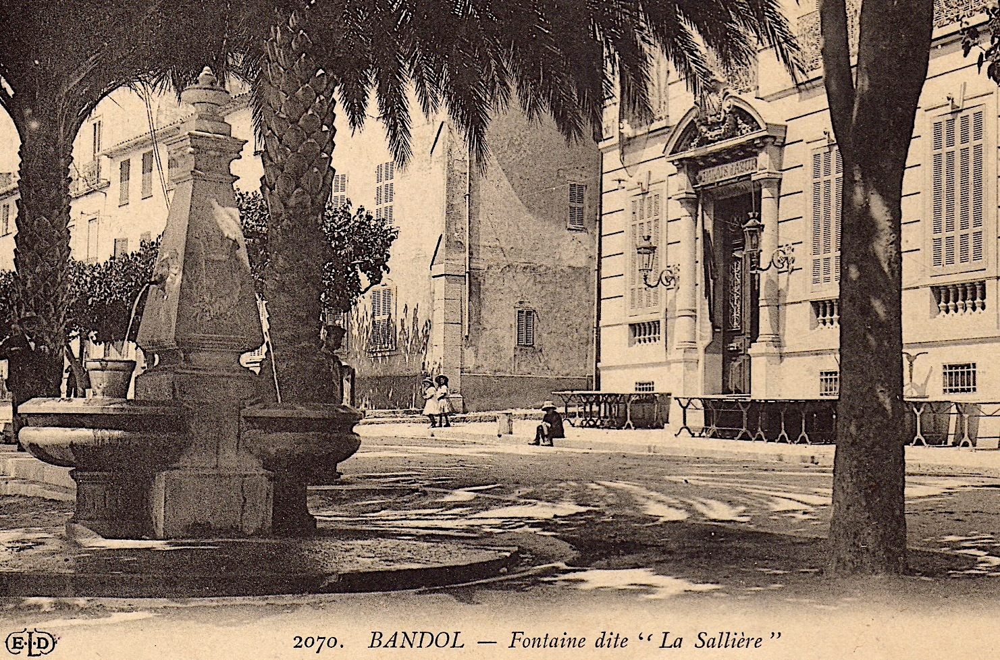 E.L.D
2070. BANDOL — Fontaine dite “ La Sallière ”